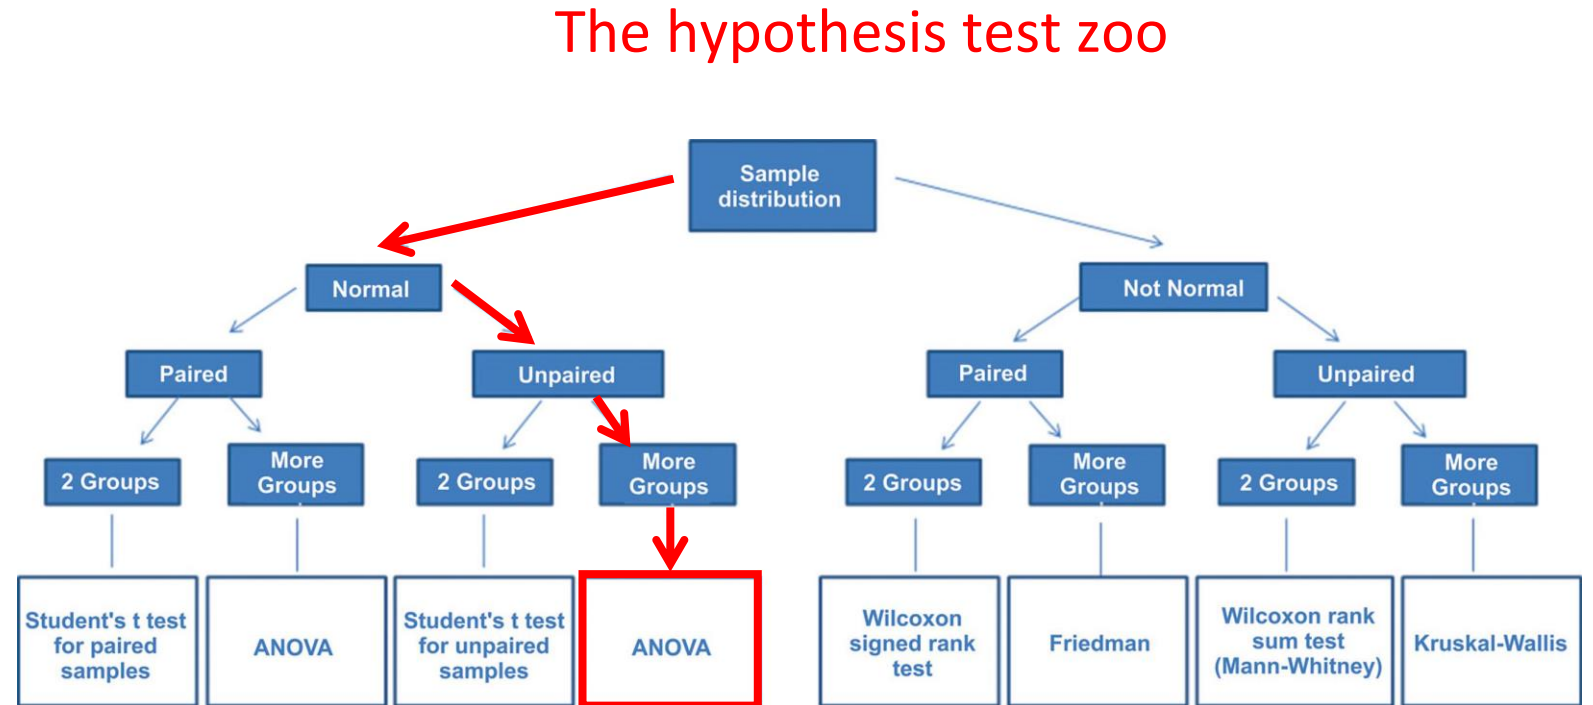 The hypothesis test zoo
Sample
distribution
Normal
Not Normal
Paired
Unpaired
Paired
Unpaired
2 Groups
More
Groups
2 Groups
More
Groups
2 Groups
More
Groups
2 Groups
More
Groups
Student's t test
for paired
samples
ANOVA
Student's t test
for unpaired
samples
ANOVA
Wilcoxon
signed rank
test
Friedman
Wilcoxon rank
sum test
(Mann-Whitney)
Kruskal-Wallis